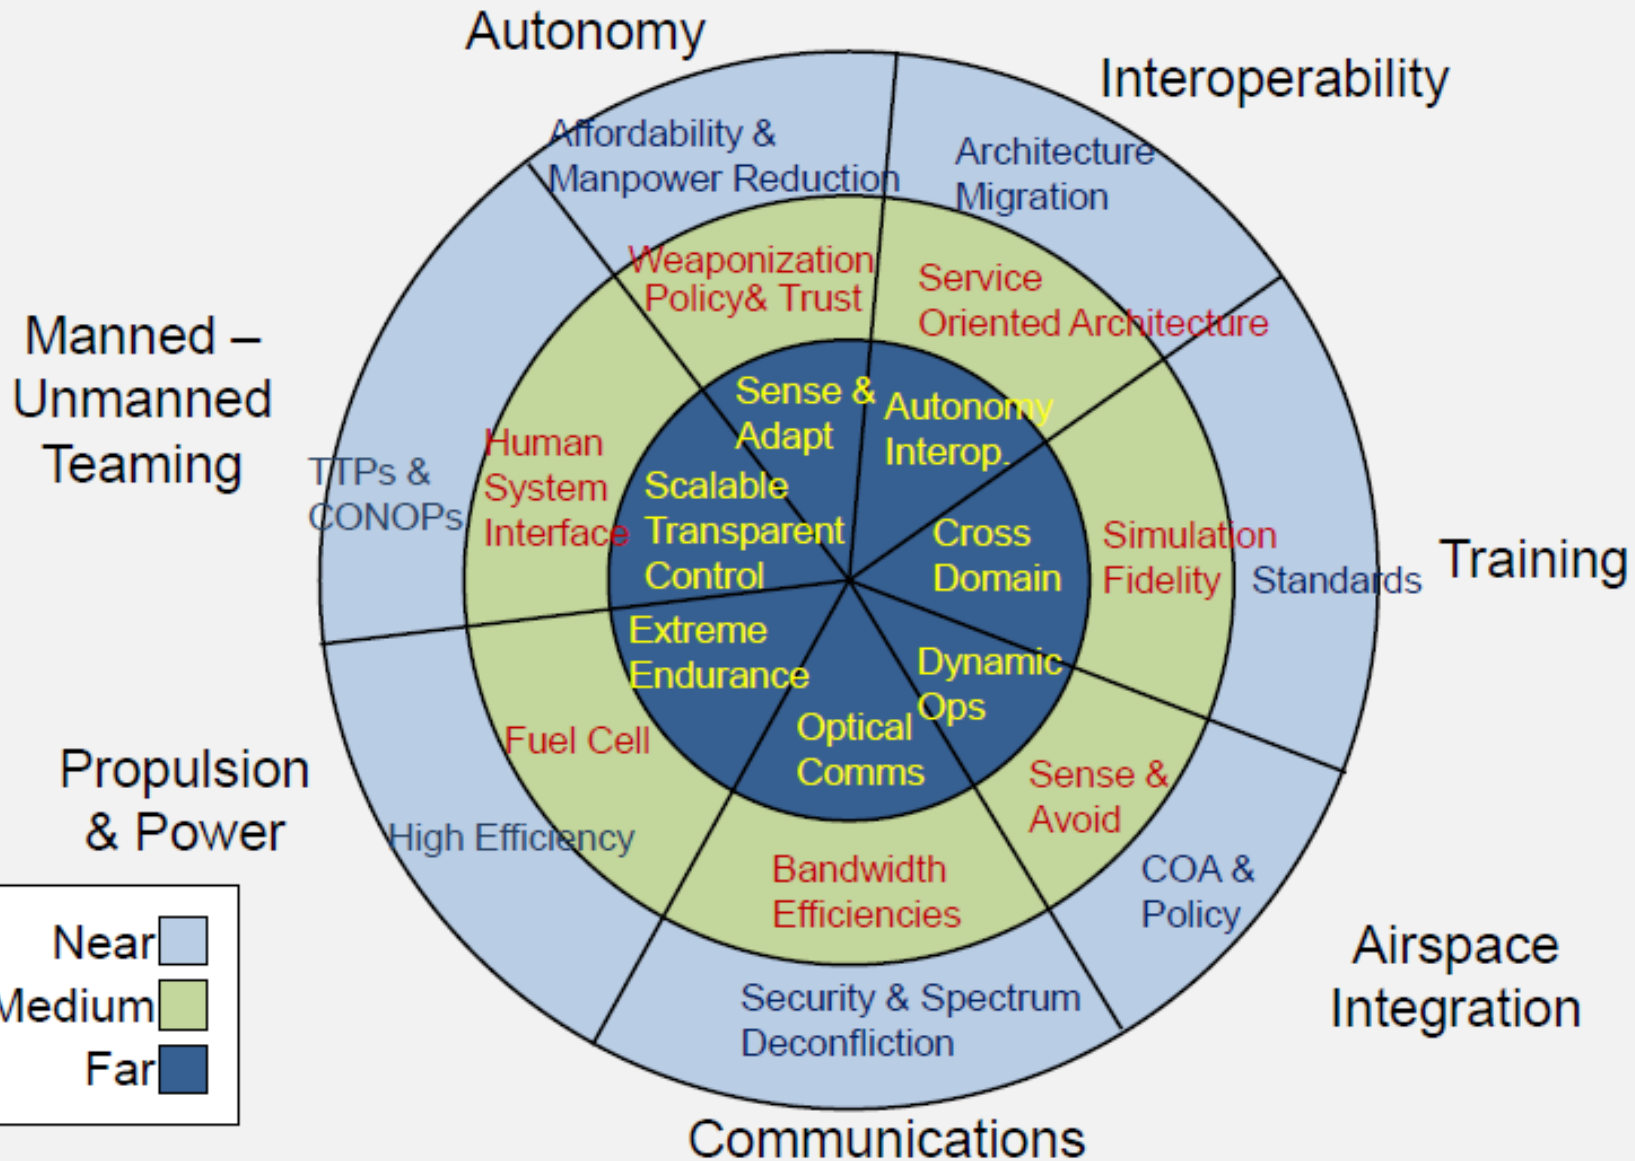 Autonomy
Interoperability
Affordability &
Manpower Reduction
Architecture
Migration
Weaponization
Policy& Trust
Service
Oriented Architecture
Sense &
Adapt
Autonomy
Interop.
Manned –
Unmanned
Teaming
TTPs &
CONOPs
Human
System
Interface
Scalable
Transparent
Control
Cross
Domain
Simulation
Fidelity
Standards
Training
Extreme
Endurance
Dynamic
Ops
Optical
Comms
Fuel Cell
Sense &
Avoid
Propulsion
& Power
High Efficiency
Bandwidth
Efficiencies
COA &
Policy
Airspace
Integration
Security & Spectrum
Deconfliction
Communications
Near
Medium
Far